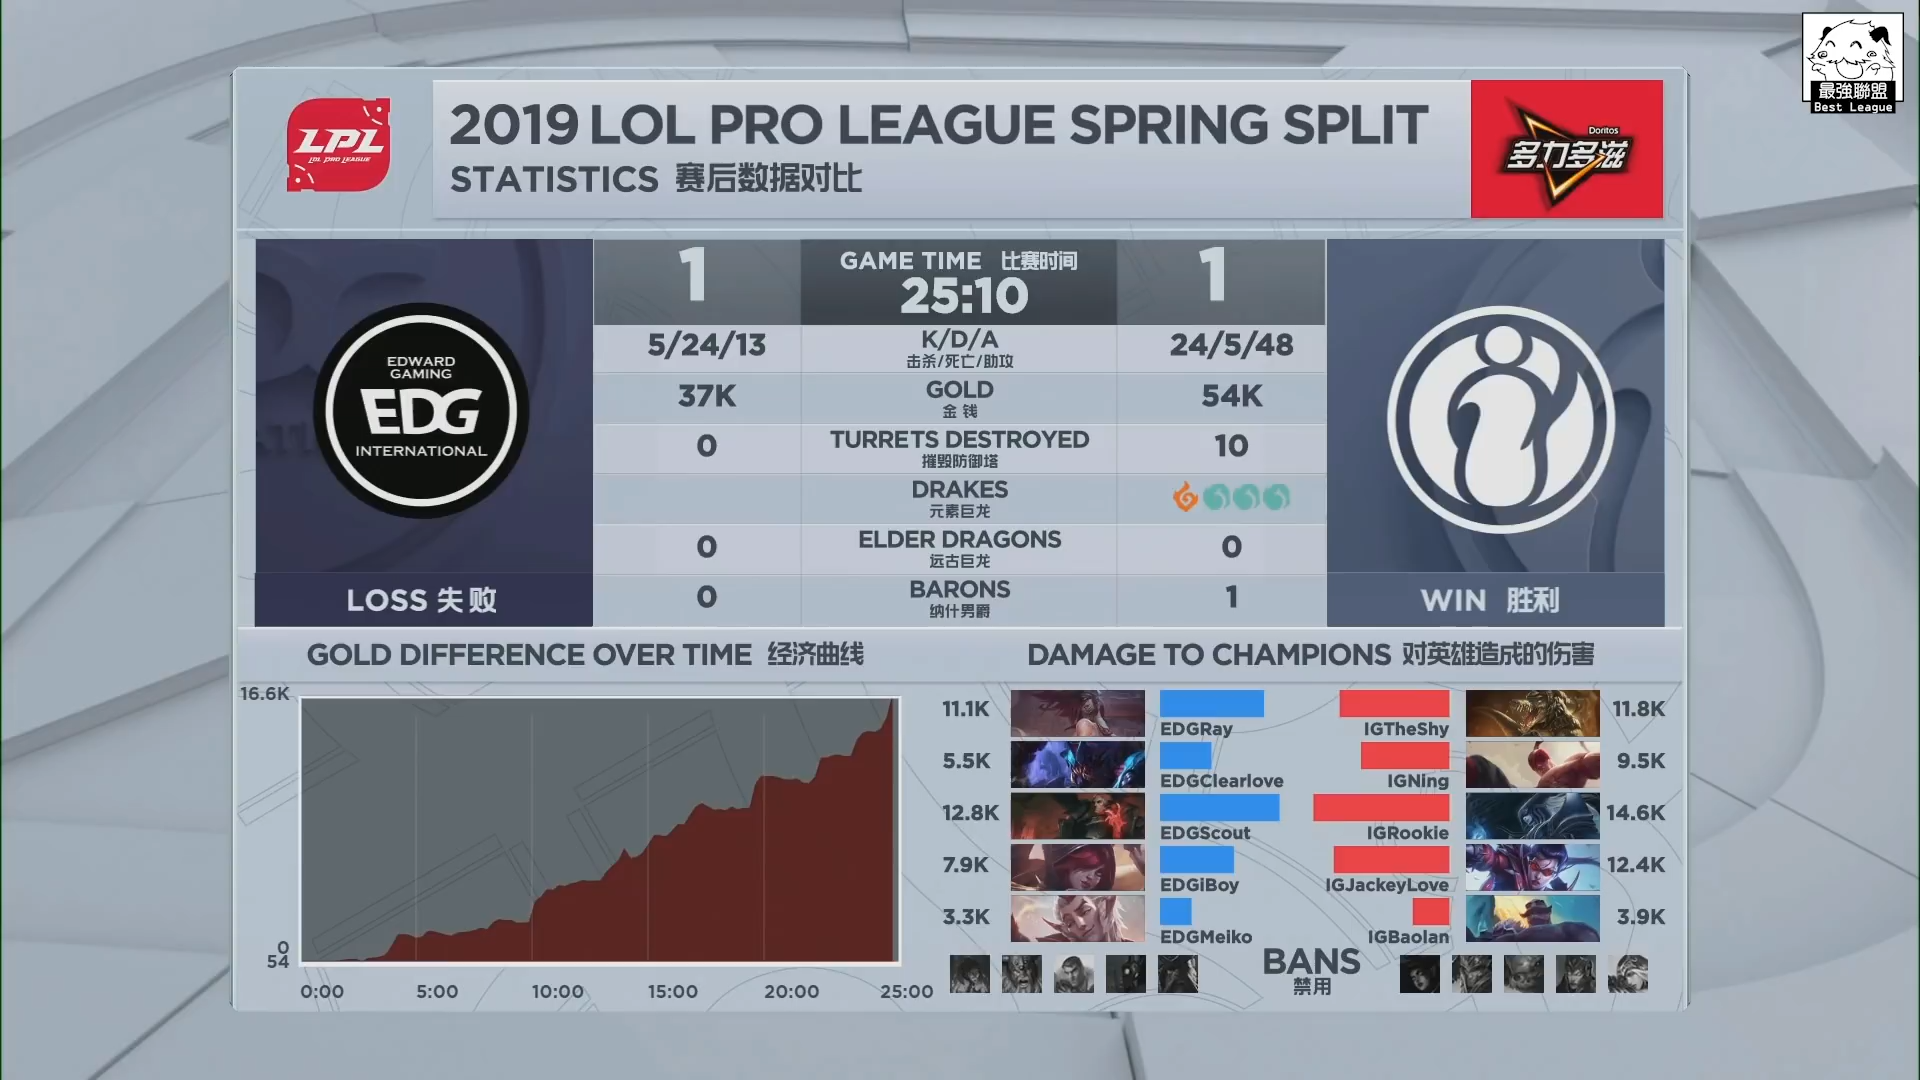 最強聯盟
Best League
LPL
LOL PRO LEAGUE
2019 LOL PRO LEAGUE SPRING SPLIT
STATISTICS 赛后数据对比
Doritos
多力多滋
EDWARD
GAMING
EDG
INTERNATIONAL
LOSS 失败
1 GAME TIME 比赛时间 1
25:10
5/24/13 K/D/A 24/5/48
击杀/死亡/助攻
37K GOLD 54K
金 钱
0 TURRETS DESTROYED 10
摧毁防御塔
DRAKES
元素巨龙
0 ELDER DRAGONS 0
远古巨龙
0 BARONS 1
纳什男爵
WIN 胜利
GOLD DIFFERENCE OVER TIME 经济曲线
16.6K
0
54
0:00 5:00 10:00 15:00 20:00 25:00
DAMAGE TO CHAMPIONS 对英雄造成的伤害
11.1K EDGRay IGTheShy 11.8K
5.5K EDGClearlove IGNing 9.5K
12.8K EDGScout IGRookie 14.6K
7.9K EDGiBoy IGJackeyLove 12.4K
3.3K EDGMeiko IGBaolan 3.9K
BANS
禁用